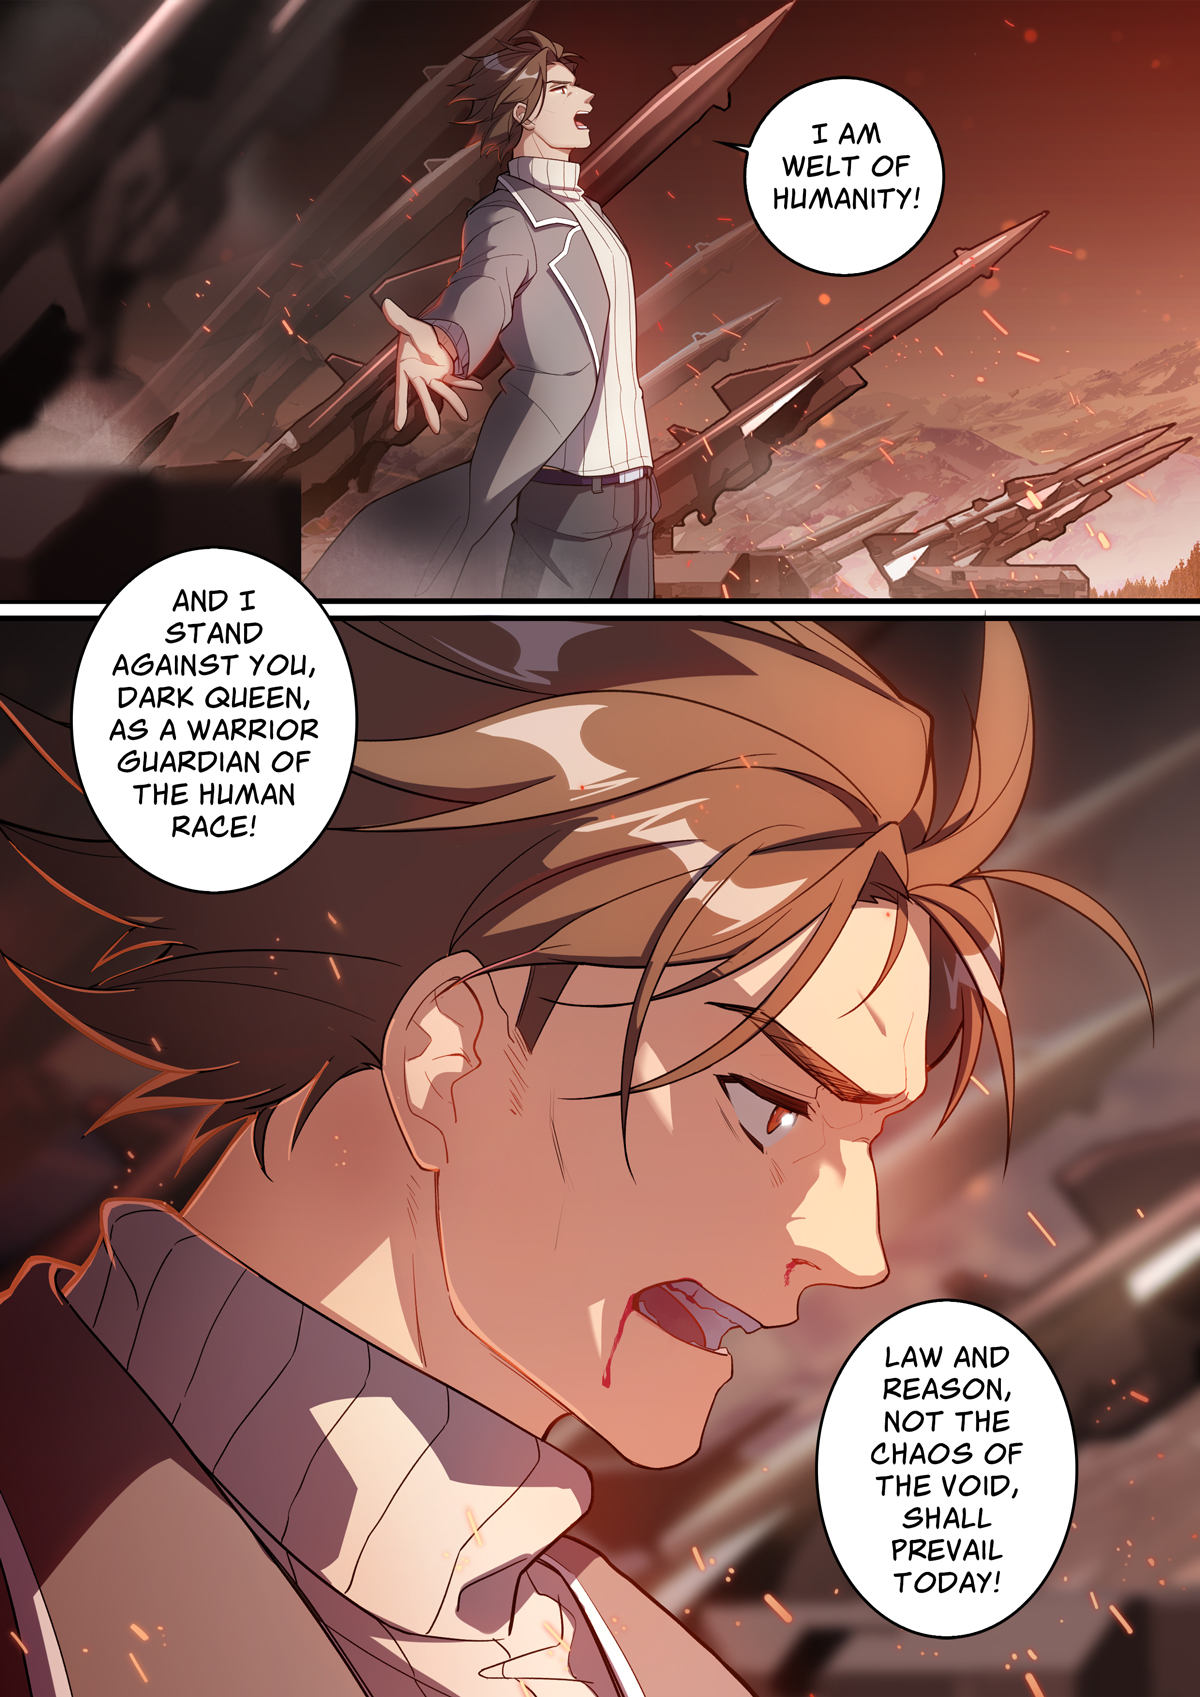 I AM
WELT OF
HUMANITY!
AND I
STAND
AGAINST YOU,
DARK QUEEN,
AS A WARRIOR
GUARDIAN OF
THE HUMAN
RACE!
LAW AND
REASON,
NOT THE
CHAOS OF
THE VOID,
SHALL
PREVAIL
TODAY!